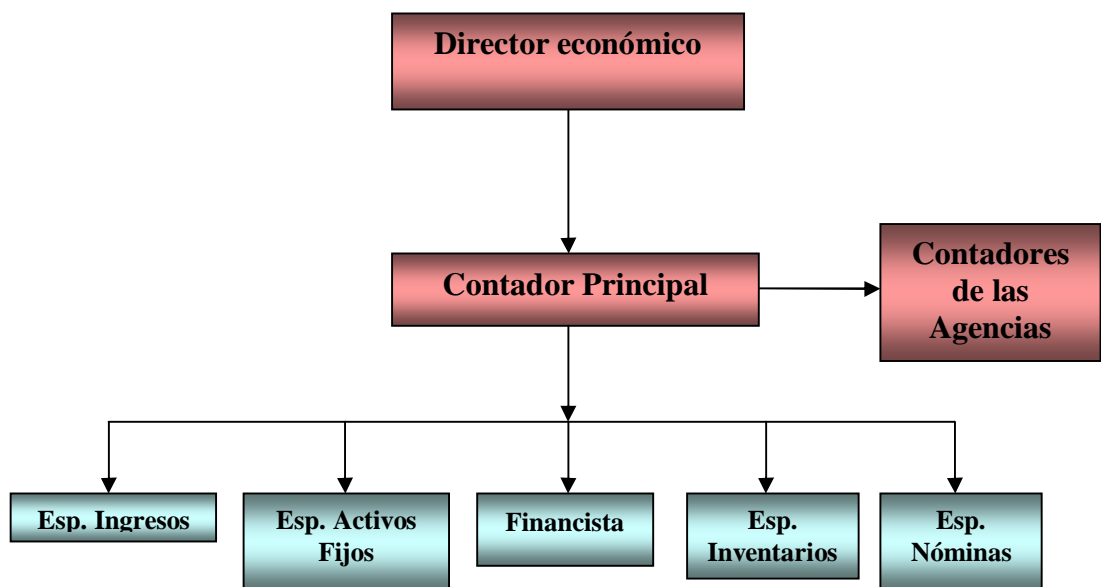 Director económico
Contador Principal
Contadores
de las
Agencias
Esp. Ingresos
Esp. Activos
Fijos
Financista
Esp.
Inventarios
Esp.
Nóminas